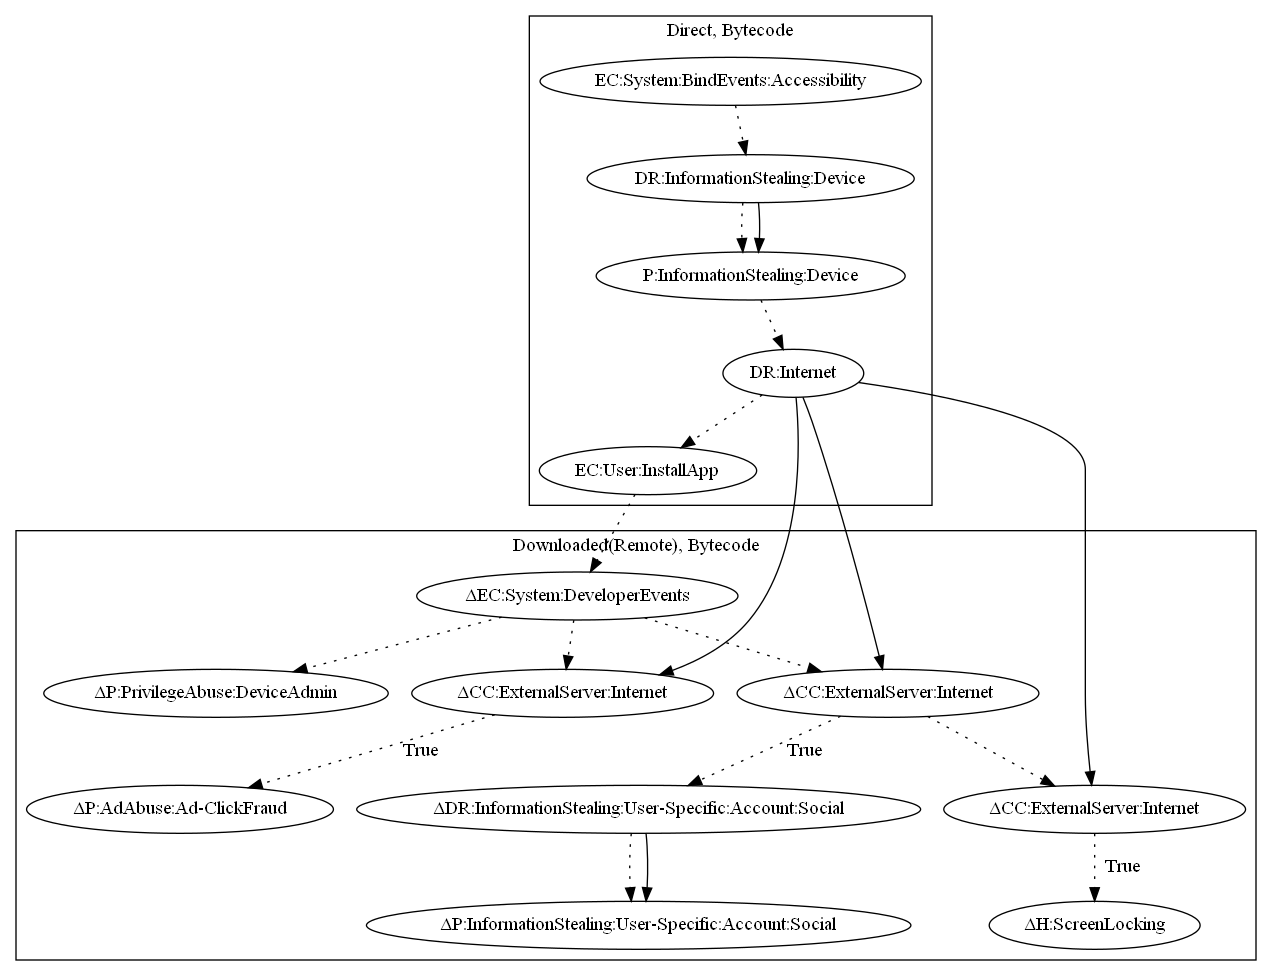 Direct, Bytecode
EC:System:BindEvents:Accessibility
DR:InformationStealing:Device
P:InformationStealing:Device
DR:Internet
EC:User:InstallApp
Downloaded(Remote), Bytecode
ΔEC:System:DeveloperEvents
ΔP:PrivilegeAbuse:DeviceAdmin
ΔCC:ExternalServer:Internet
ΔCC:ExternalServer:Internet
True
True
ΔP:AdAbuse:Ad-ClickFraud
ΔDR:InformationStealing:User-Specific:Account:Social
ΔCC:ExternalServer:Internet
True
ΔP:InformationStealing:User-Specific:Account:Social
ΔH:ScreenLocking